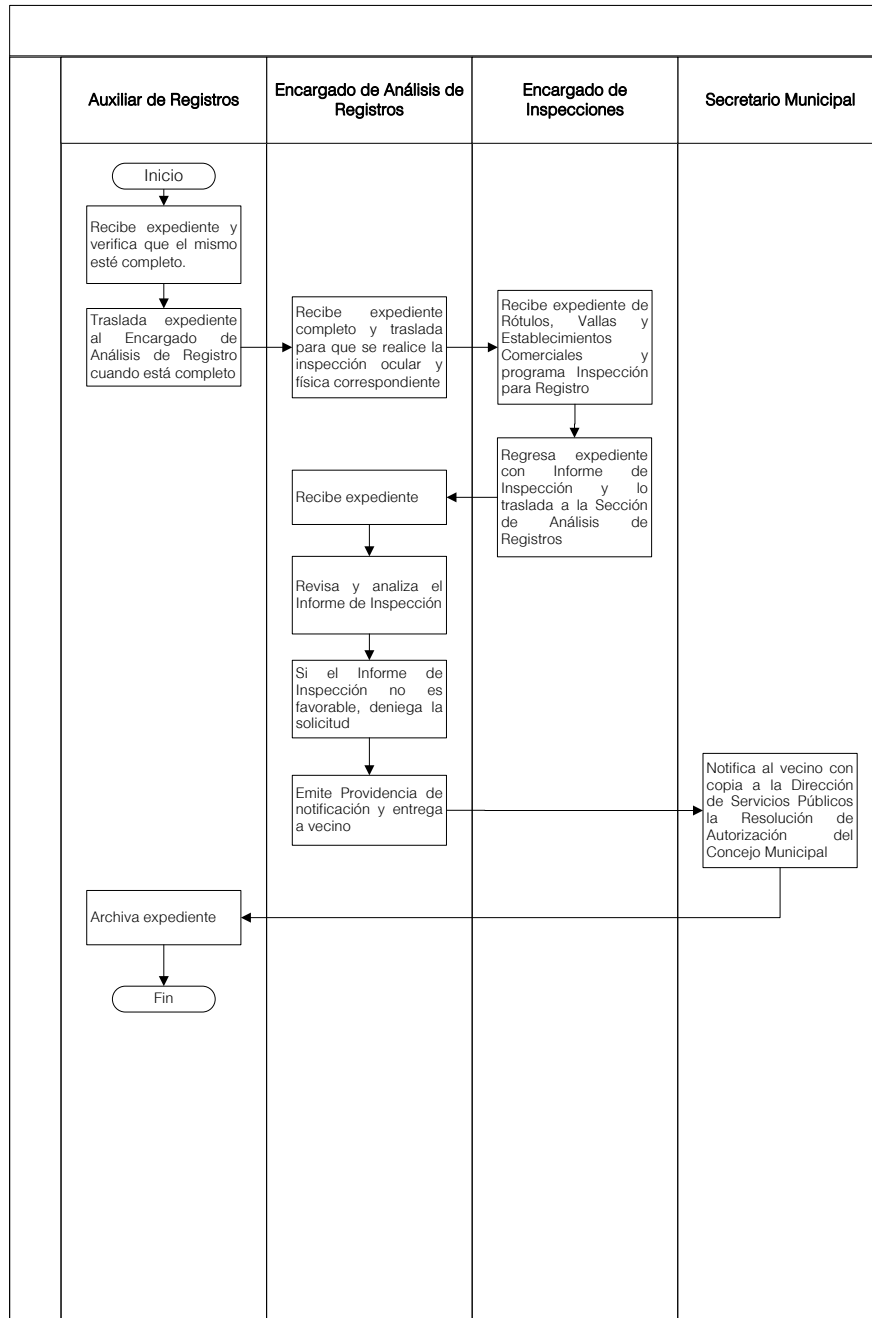 Auxiliar de Registros
Encargado de Análisis de
Registros
Encargado de
Inspecciones
Secretario Municipal
Inicio
Recibe expediente y
verifica que el mismo
esté completo.
Traslada expediente
al Encargado de
Análisis de Registro
cuando está completo
Recibe expediente
completo y traslada
para que se realice la
inspección ocular y
física correspondiente
Recibe expediente de
Rótulos, Vallas y
Establecimientos
Comerciales y
programa Inspección
para Registro
Regresa expediente
con Informe de
Inspección y lo
traslada a la Sección
de Análisis de
Registros
Recibe expediente
Revisa y analiza el
Informe de Inspección
Si el Informe de
Inspección no es
favorable, deniega la
solicitud
Emite Providencia de
notificación y entrega
a vecino
Notifica al vecino con
copia a la Dirección
de Servicios Públicos
la Resolución de
Autorización del
Concejo Municipal
Archiva expediente
Fin